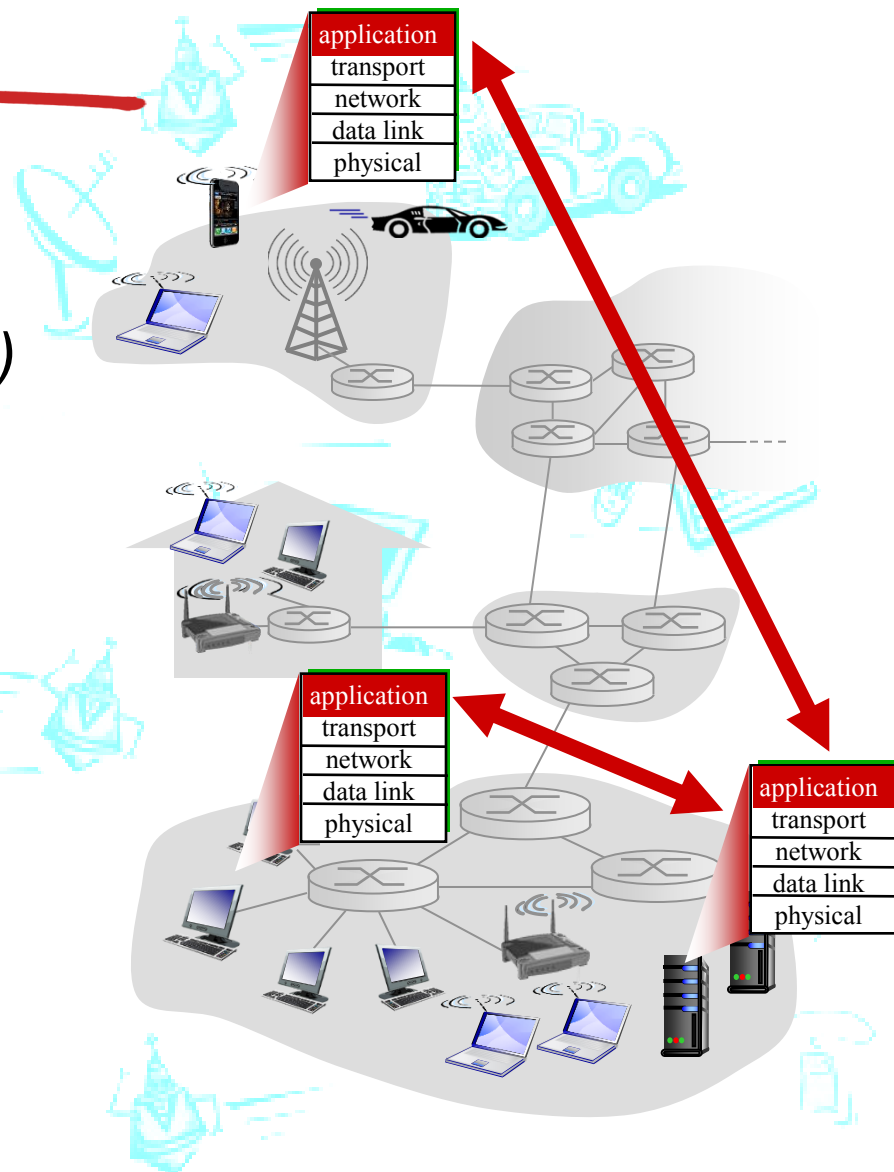 application
transport
network
data link
physical
)
application
transport
network
data link
physical
application
transport
network
data link
physical